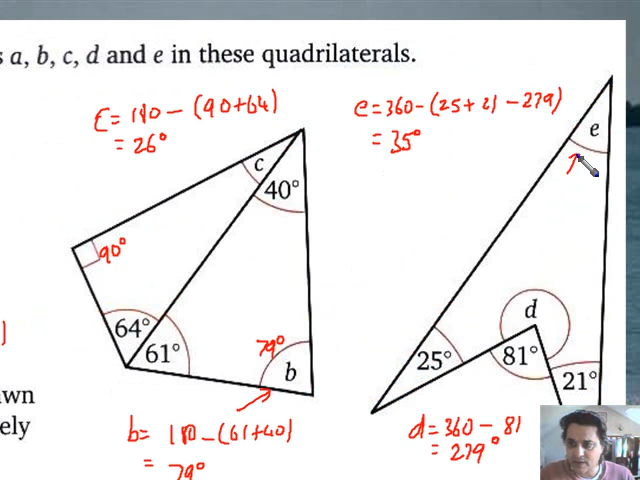 s a, b, c, d and e in these quadrilaterals.
c = 180 - (90+64)
= 26°
e = 360 - (25 + 21 - 279)
= 35°
c
40°
e
90°
64°
61°
79°
b
d
25°
81°
21°
)
awn
ely
b = 180 - (61+40)
= 79°
d = 360 - 81
= 279°